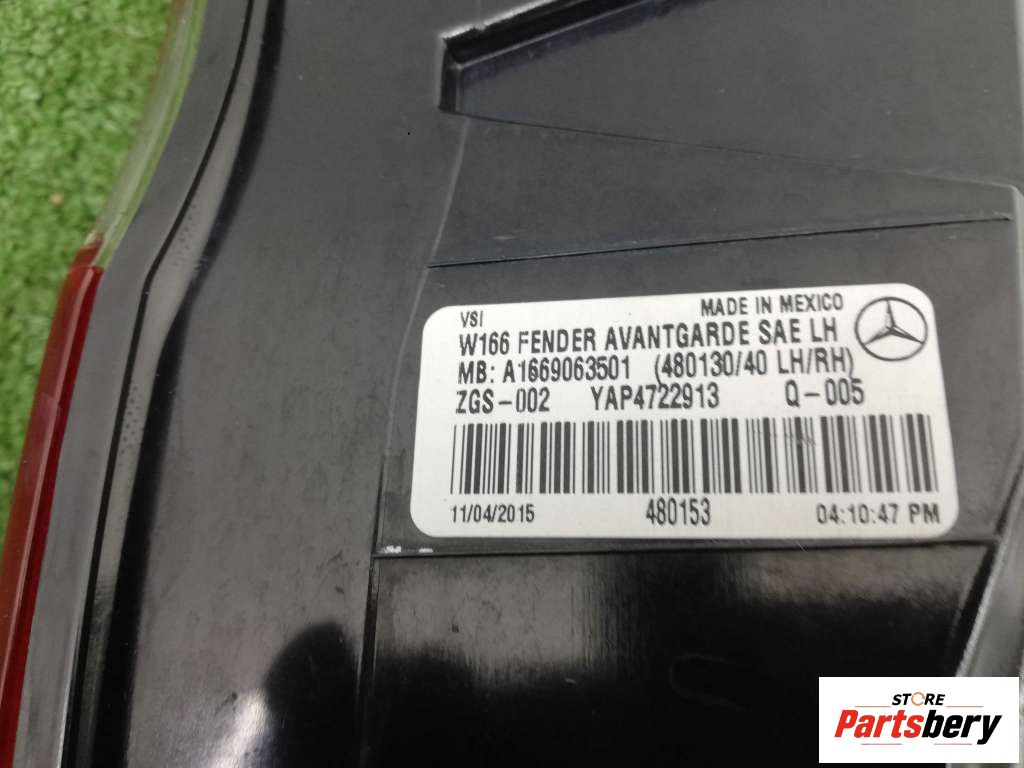 VSI MADE IN MEXICO
W166 FENDER AVANTGARDE SAE LH
MB: A1669063501 (480130/40 LH/RH)
ZGS-002 YAP4722913 Q-005
11/04/2015 480153 04:10:47 PM
STORE
Partsbery